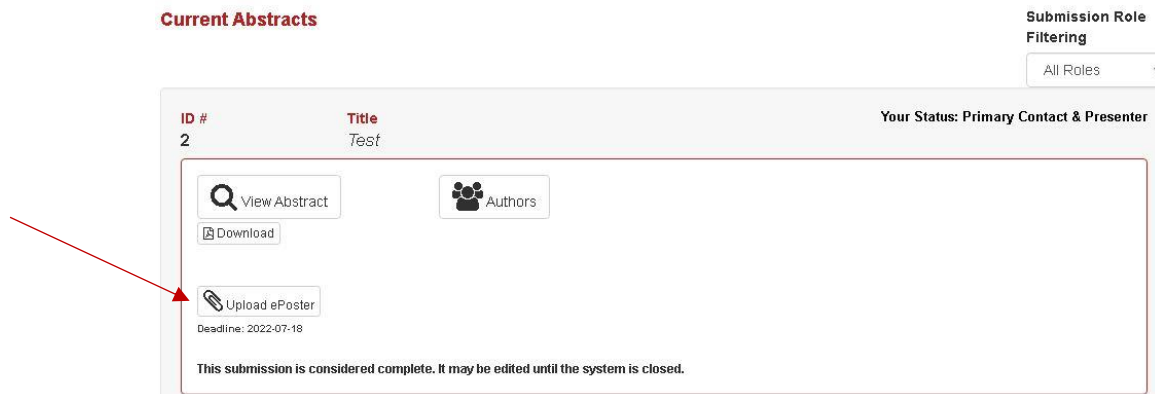 Current Abstracts
Submission Role
Filtering
All Roles
ID #
Title
Your Status: Primary Contact & Presenter
2
Test
View Abstract
Authors
Download
Upload ePoster
Deadline: 2022-07-18
This submission is considered complete. It may be edited until the system is closed.